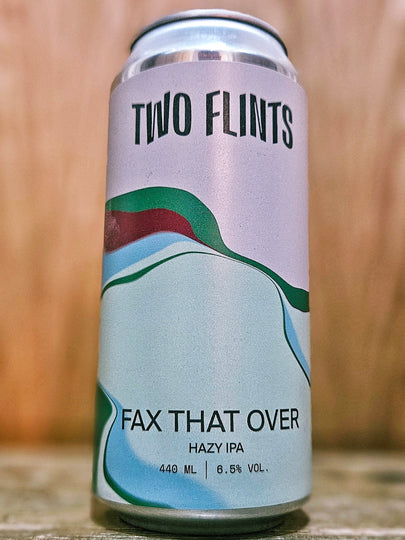 TWO FLINTS
FAX THAT OVER
HAZY IPA
440 ML | 6.5% VOL.